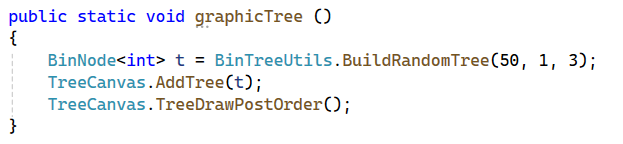 public static void graphicTree ()
{
    BinNode<int> t = BinTreeUtils.BuildRandomTree(50, 1, 3);
    TreeCanvas.AddTree(t);
    TreeCanvas.TreeDrawPostOrder();
}